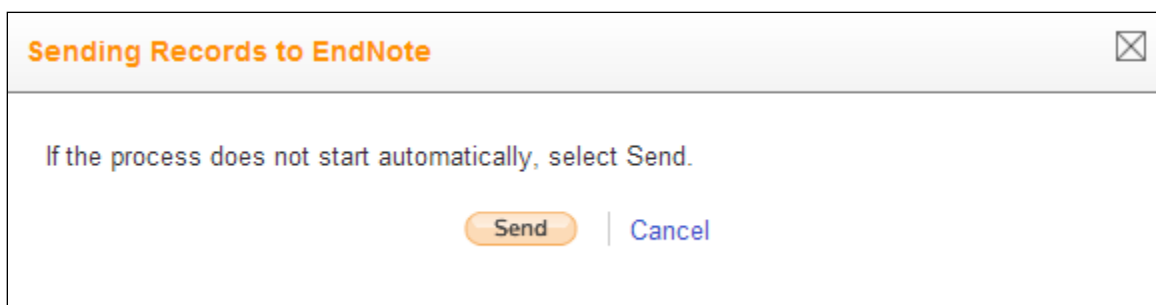 Sending Records to EndNote
If the process does not start automatically, select Send.
Send
Cancel